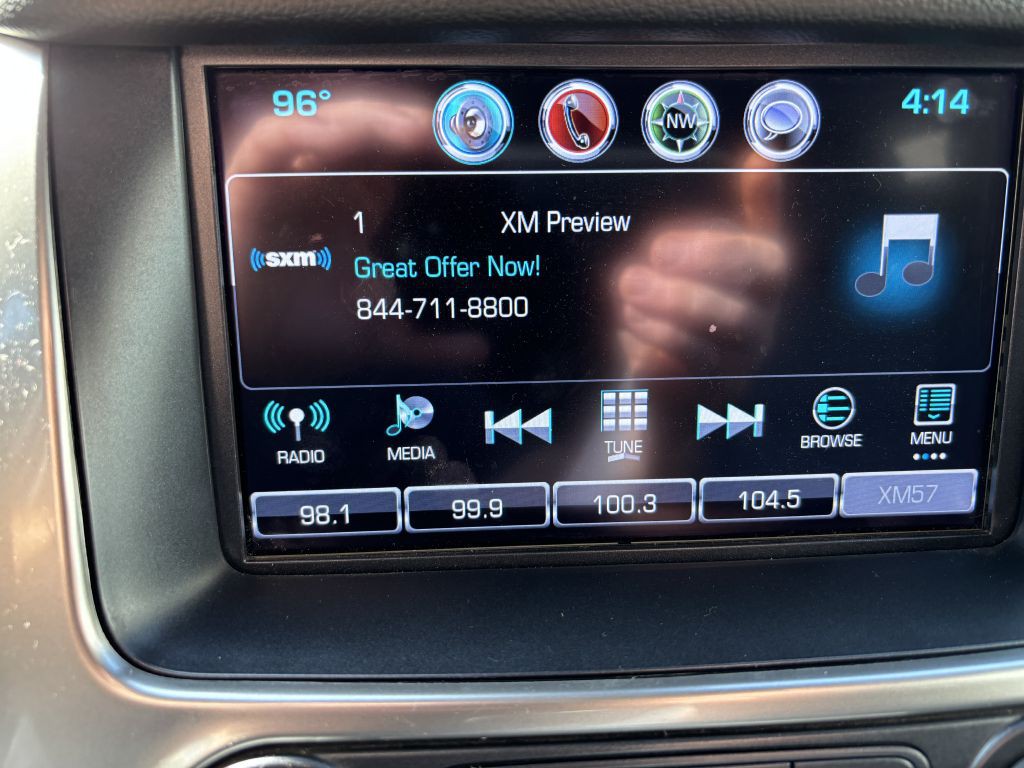 96°
NW
4:14
1 XM Preview
((sxm))
Great Offer Now!
844-711-8800
RADIO
MEDIA
TUNE
BROWSE
MENU
98.1
99.9
100.3
104.5
XM57